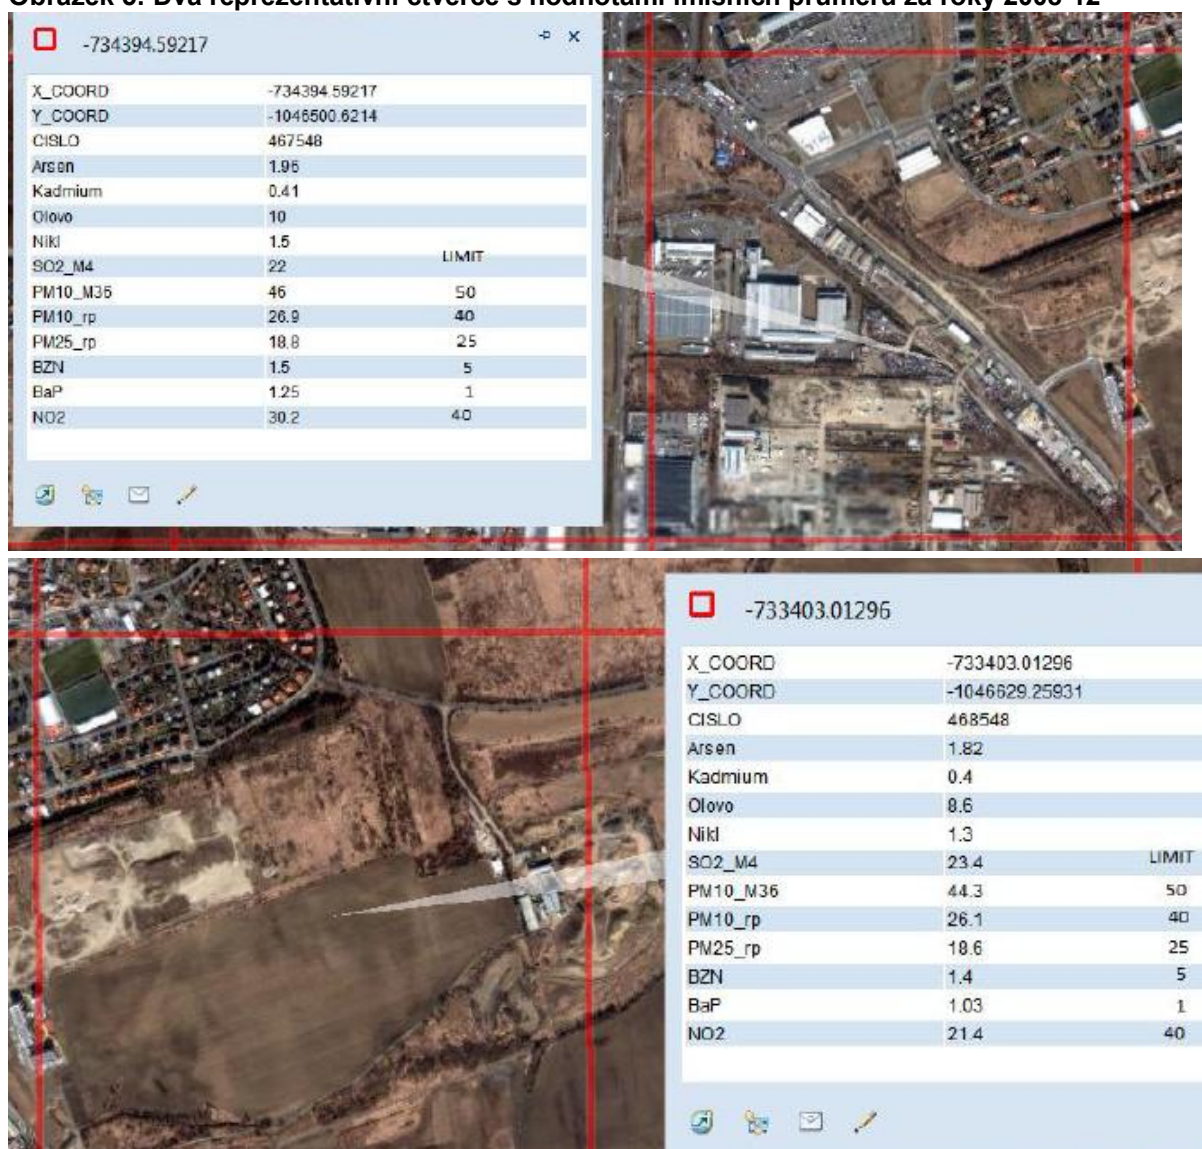 Obrázek 3: Dva reprezentativní čtverce s hodnotami imisních průměrů za roky 2008-12
-734394.59217
X_COORD -734394.59217
Y_COORD -1046500.6214
CISLO 467548
Arsen 1.96
Kadmium 0.41
Olovo 10
Nikl 1.5
LIMIT
SO2_M4 22
PM10_M36 46 50
PM10_rp 26.9 40
PM25_rp 18.8 25
BZN 1.5 5
BaP 1.25 1
NO2 30.2 40
-733403.01296
X_COORD -733403.01296
Y_COORD -1046629.25931
CISLO 468548
Arsen 1.82
Kadmium 0.4
Olovo 8.6
Nikl 1.3
SO2_M4 23.4 LIMIT
PM10_M36 44.3 50
PM10_rp 26.1 40
PM25_rp 18.6 25
BZN 1.4 5
BaP 1.03 1
NO2 21.4 40